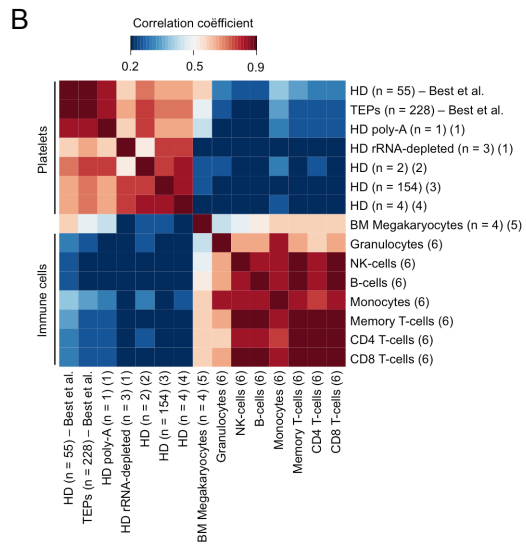 B
Correlation coëfficient
0.2 0.5 0.9
Platelets
Immune cells
HD (n = 55) – Best et al.
TEPs (n = 228) – Best et al.
HD poly-A (n = 1) (1)
HD rRNA-depleted (n = 3) (1)
HD (n = 2) (2)
HD (n = 154) (3)
HD (n = 4) (4)
BM Megakaryocytes (n = 4) (5)
Granulocytes (6)
NK-cells (6)
B-cells (6)
Monocytes (6)
Memory T-cells (6)
CD4 T-cells (6)
CD8 T-cells (6)
HD (n = 55) – Best et al.
TEPs (n = 228) – Best et al.
HD poly-A (n = 1) (1)
HD rRNA-depleted (n = 3) (1)
HD (n = 2) (2)
HD (n = 154) (3)
HD (n = 4) (4)
BM Megakaryocytes (n = 4) (5)
Granulocytes (6)
NK-cells (6)
B-cells (6)
Monocytes (6)
Memory T-cells (6)
CD4 T-cells (6)
CD8 T-cells (6)